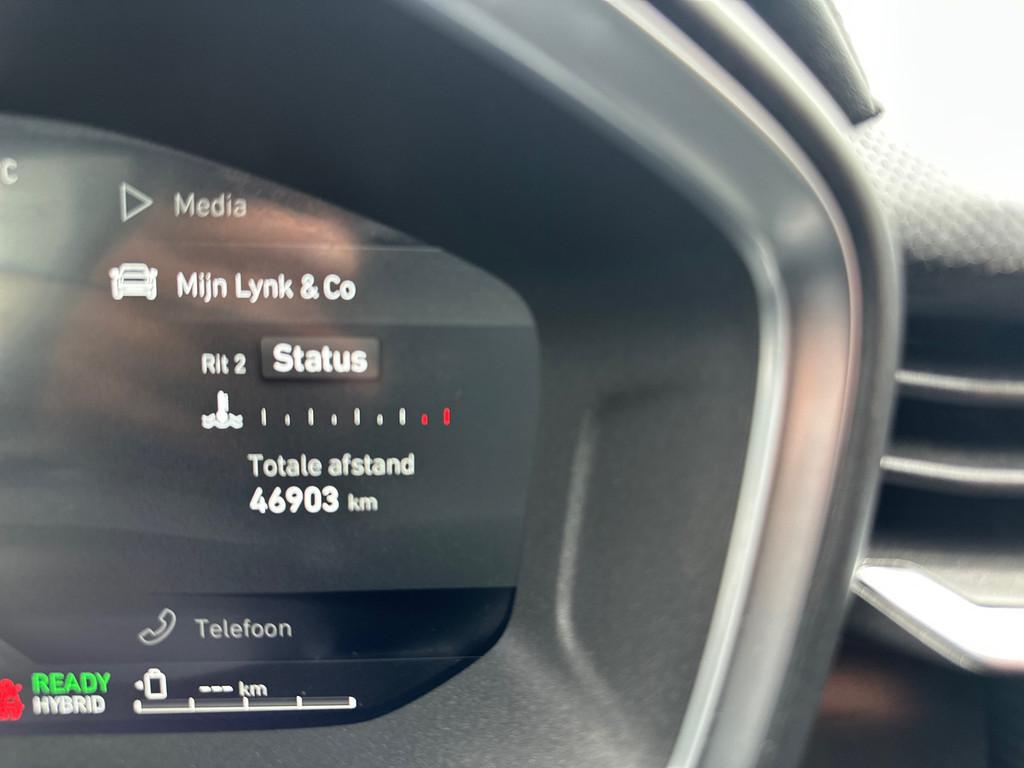 C
Media
Mijn Lynk & Co
Rit 2 Status
Totale afstand
46903 km
Telefoon
READY
HYBRID
--- km